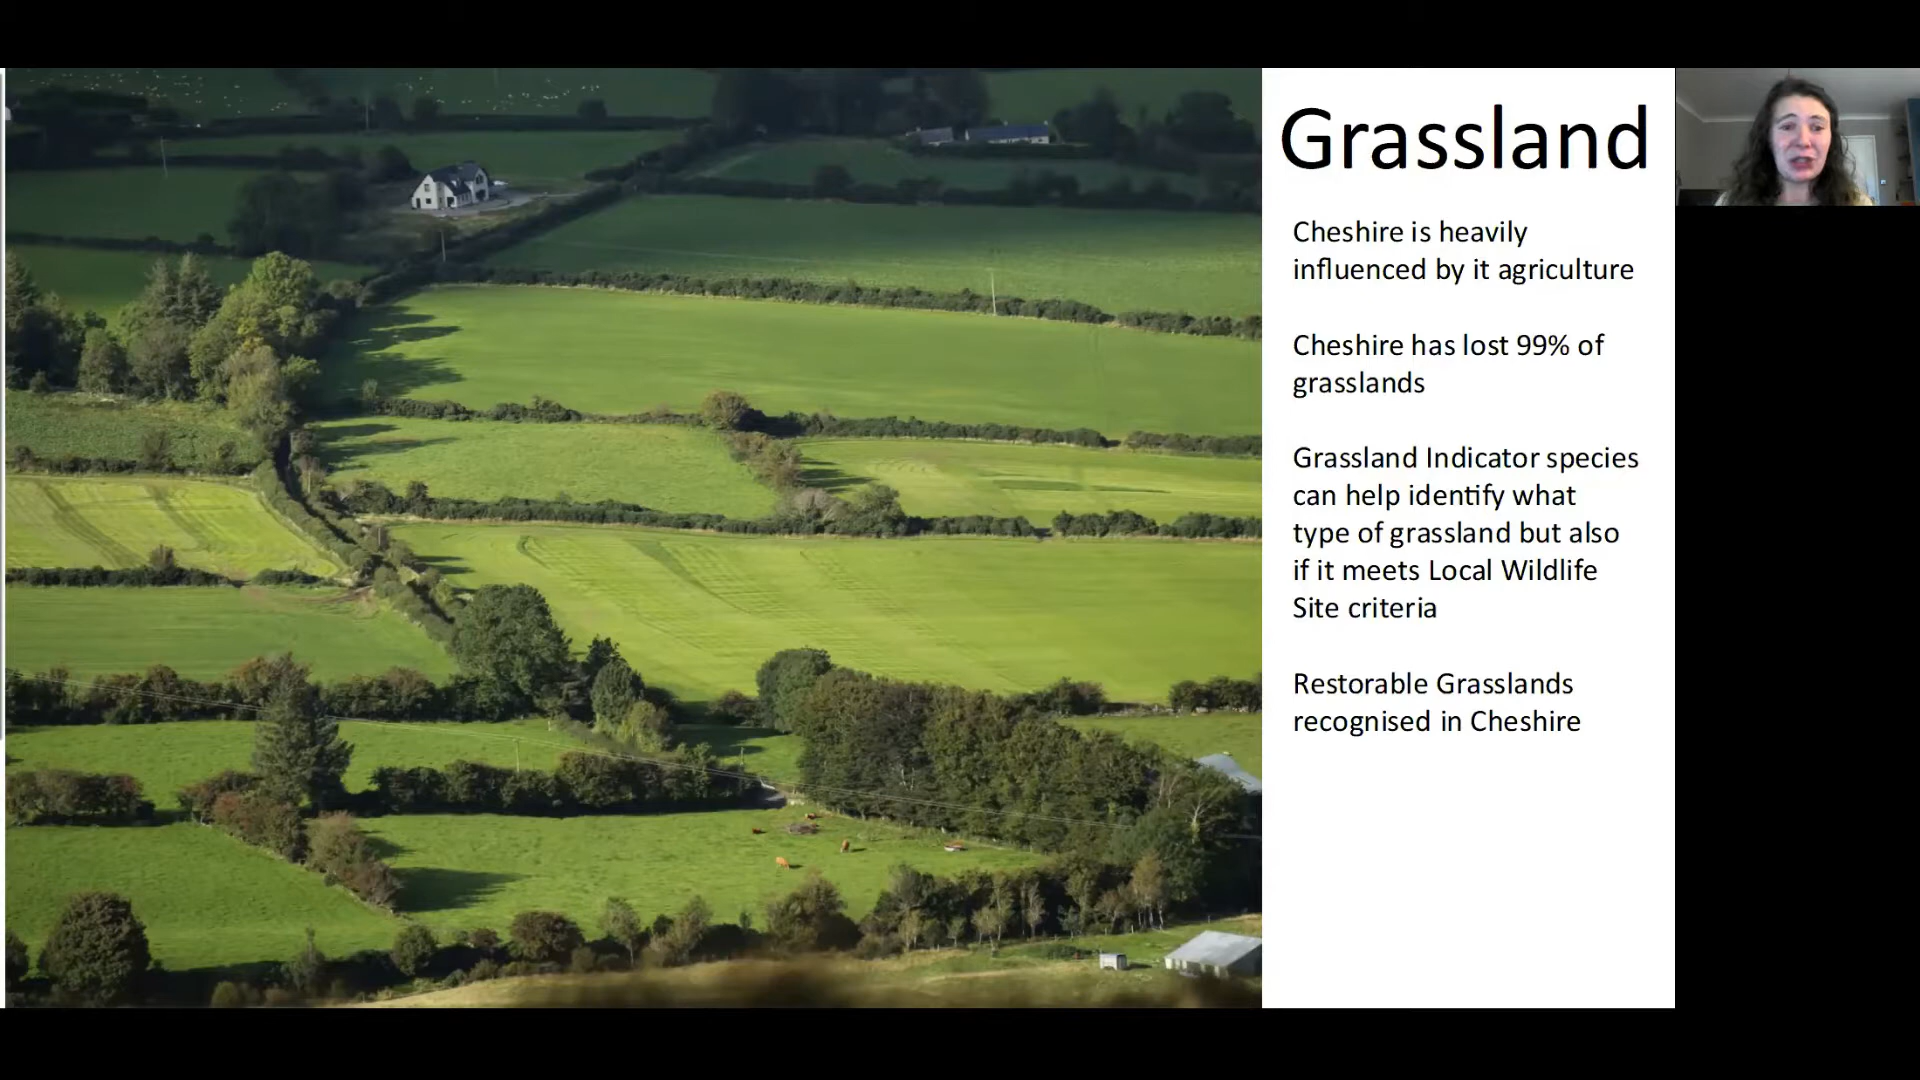 Grassland
Cheshire is heavily
influenced by it agriculture
Cheshire has lost 99% of
grasslands
Grassland Indicator species
can help identify what
type of grassland but also
if it meets Local Wildlife
Site criteria
Restorable Grasslands
recognised in Cheshire